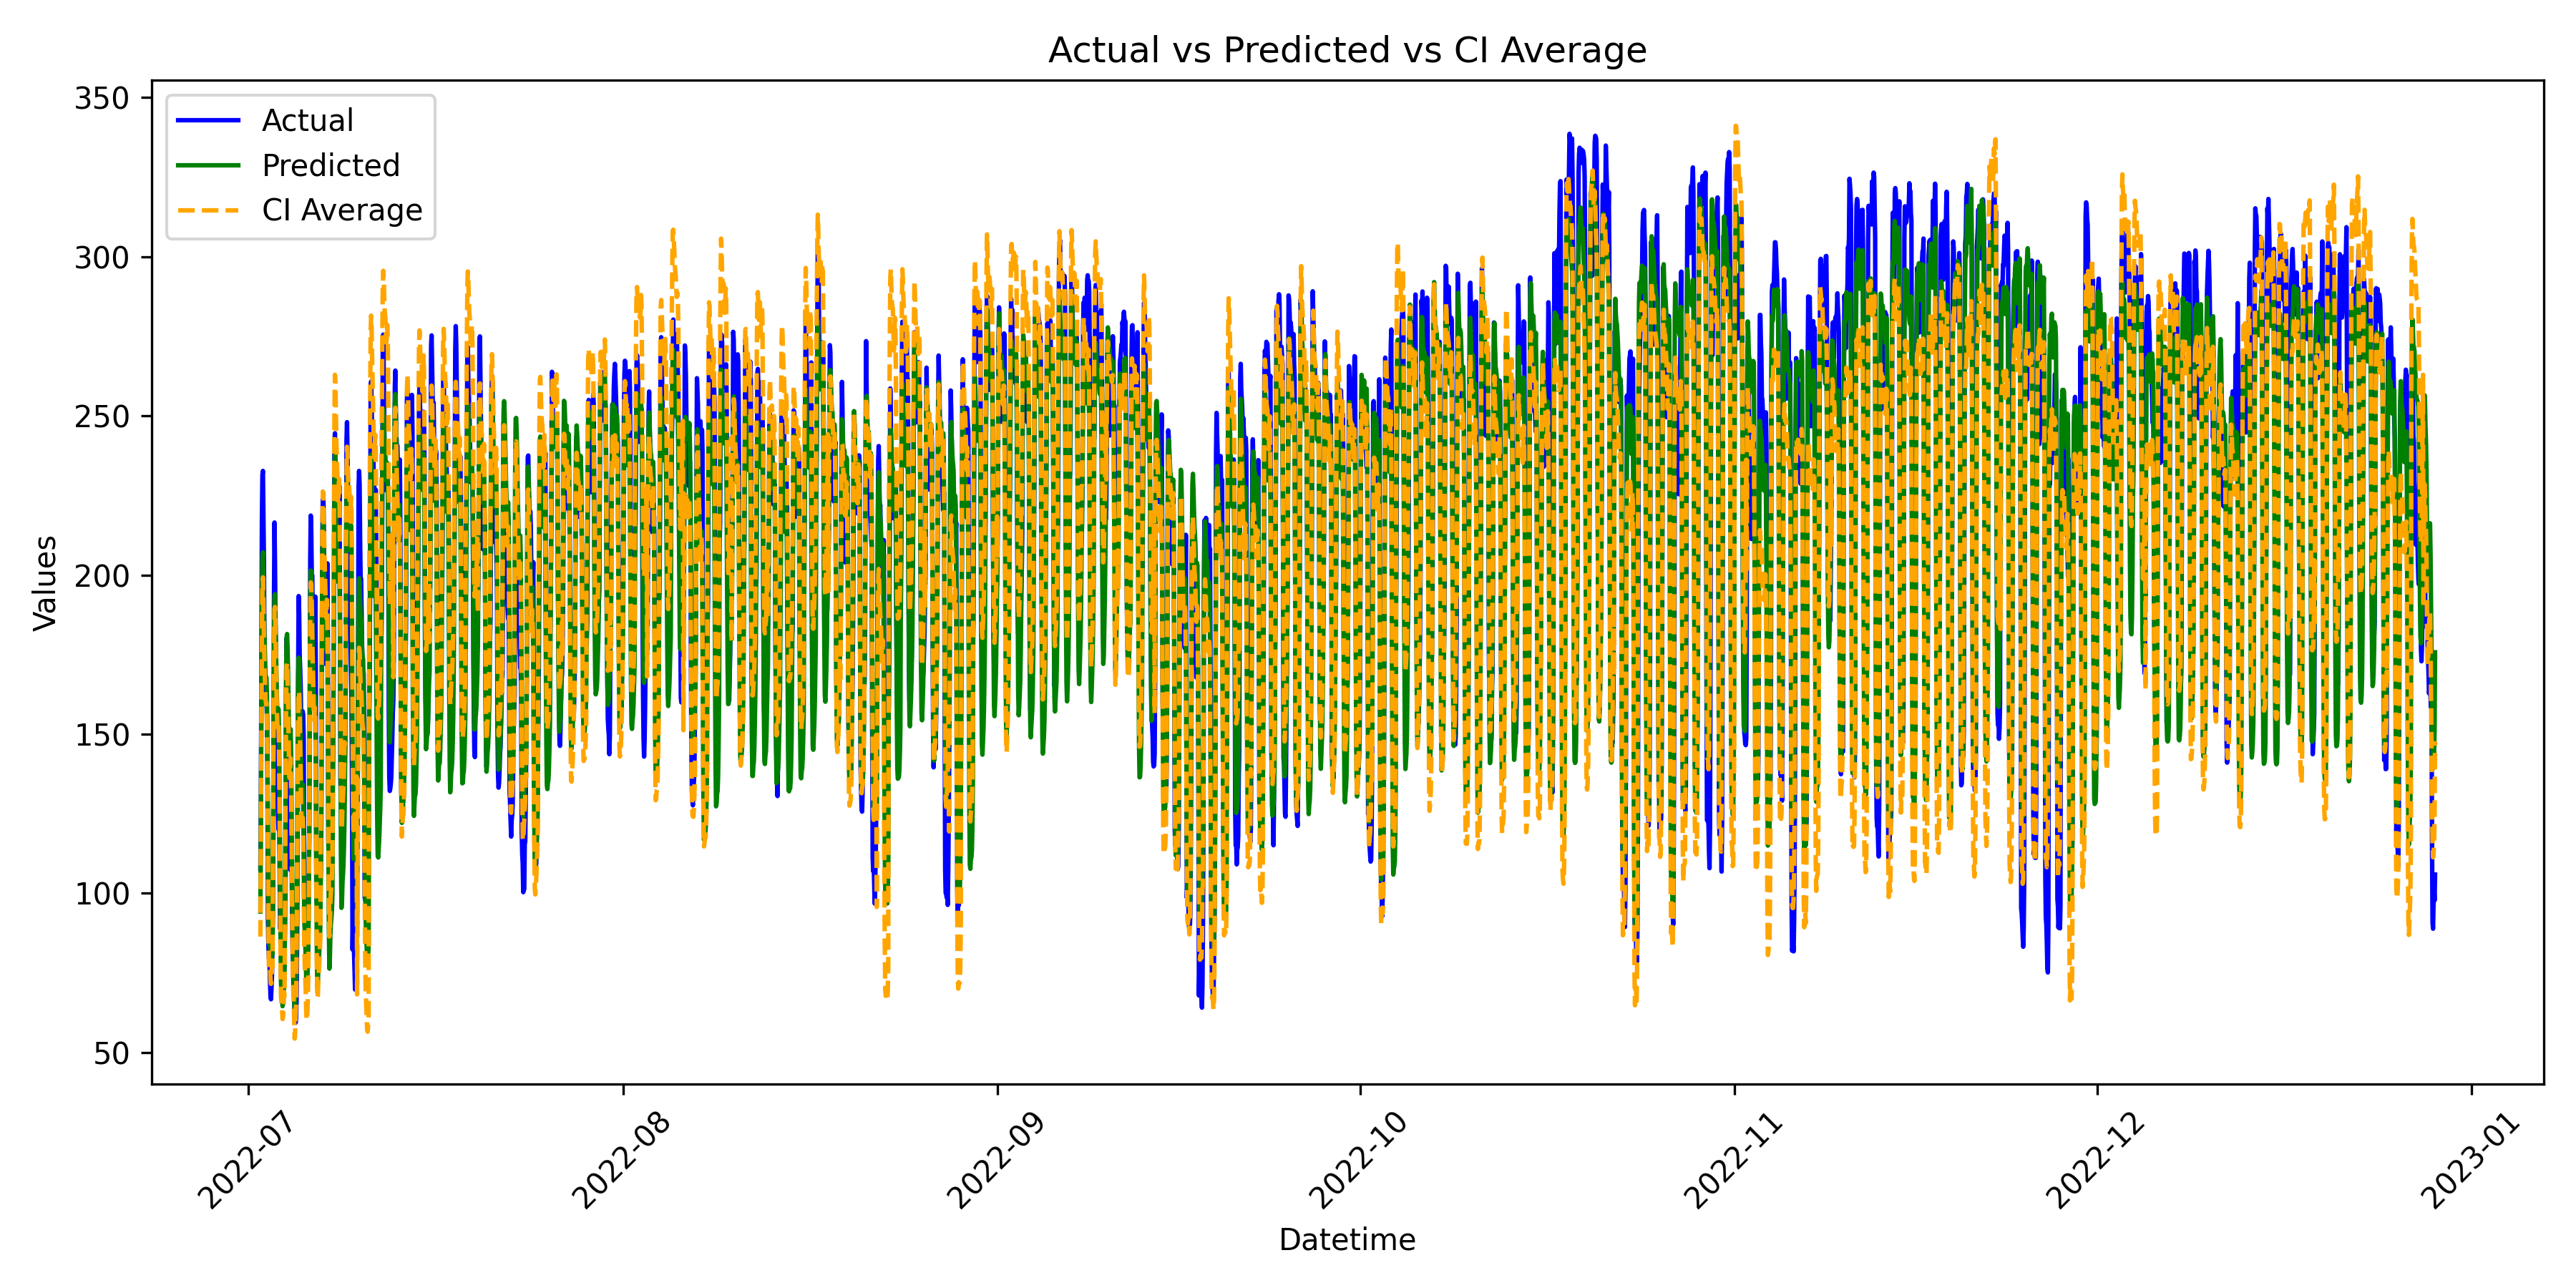 Actual vs Predicted vs CI Average
Actual
Predicted
CI Average
350
300
250
200
150
100
50
Values
2022-07
2022-08
2022-09
2022-10
2022-11
2022-12
2023-01
Datetime